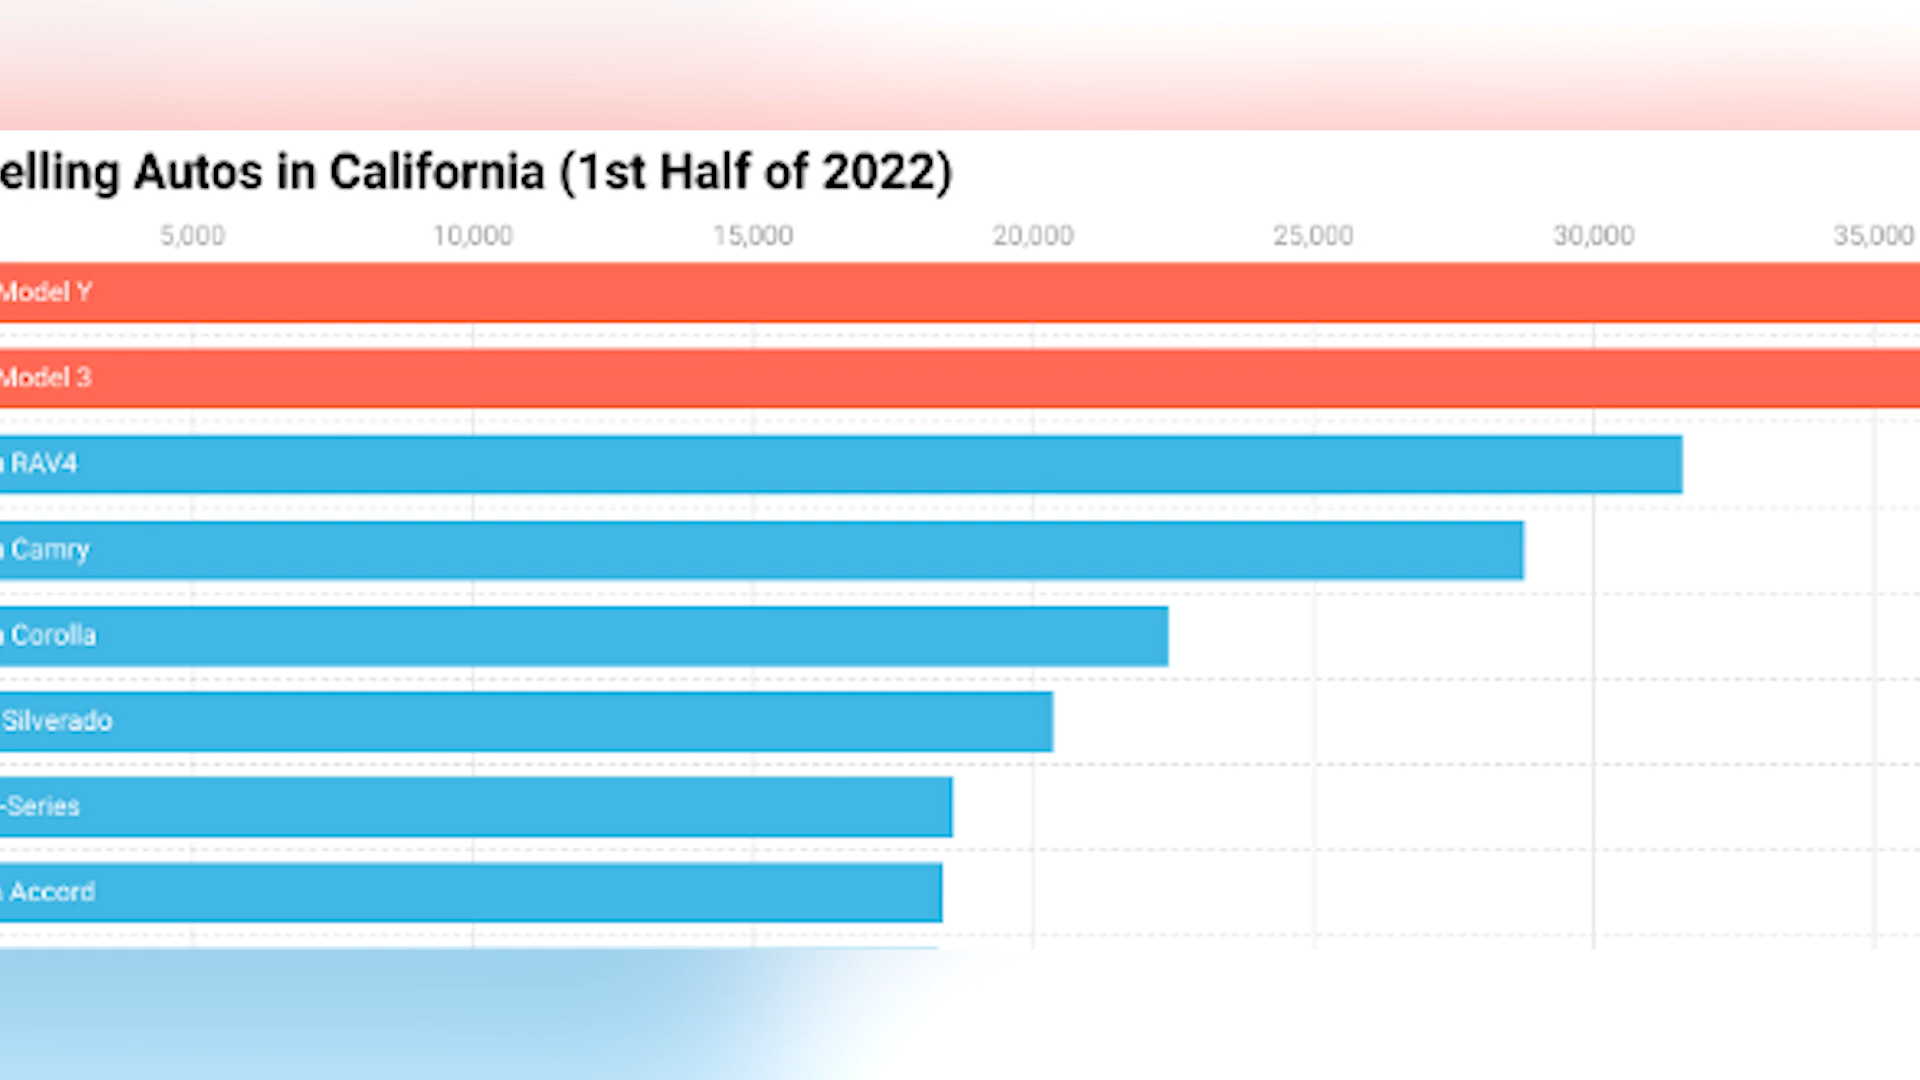 elling Autos in California (1st Half of 2022)
5,000 10,000 15,000 20,000 25,000 30,000 35,000
Model Y
Model 3
RAV4
Camry
Corolla
Silverado
-Series
Accord